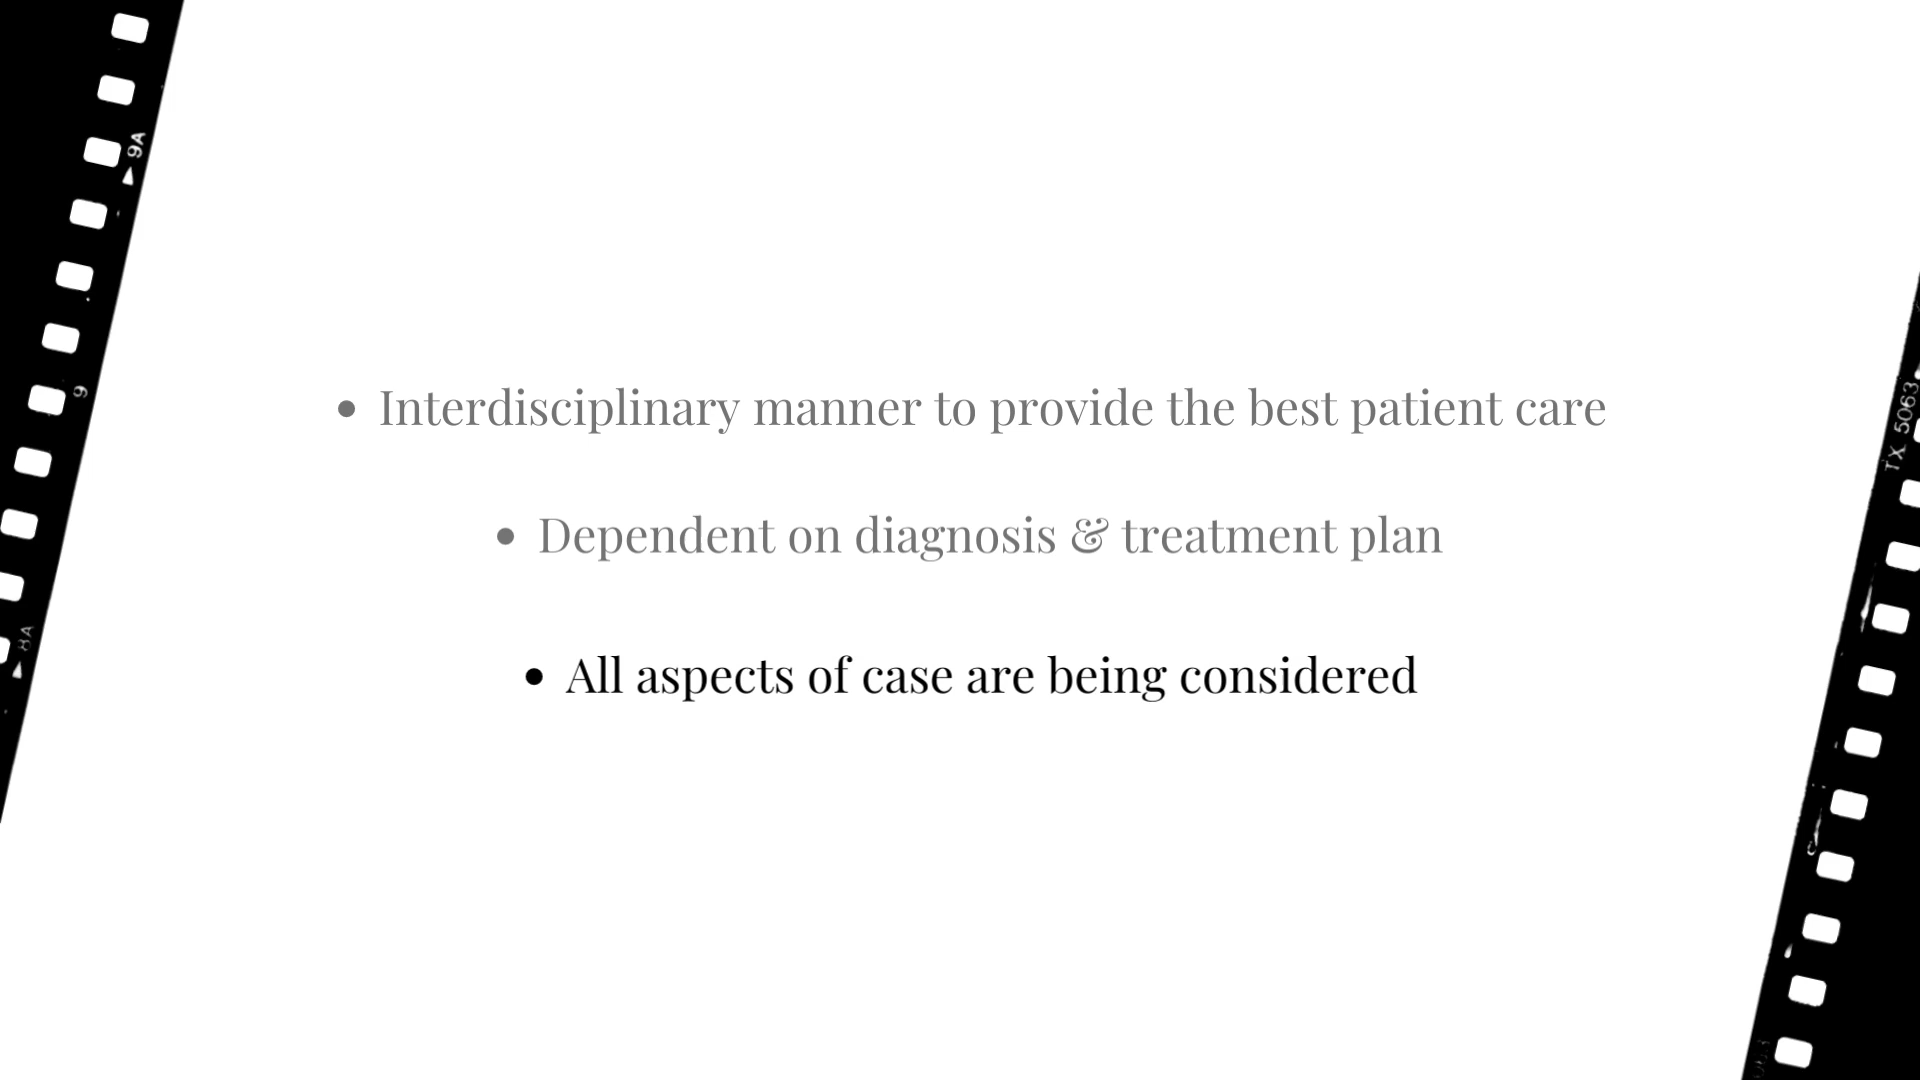 9A
9
8A
• Interdisciplinary manner to provide the best patient care
• Dependent on diagnosis & treatment plan
• All aspects of case are being considered
TX 5063